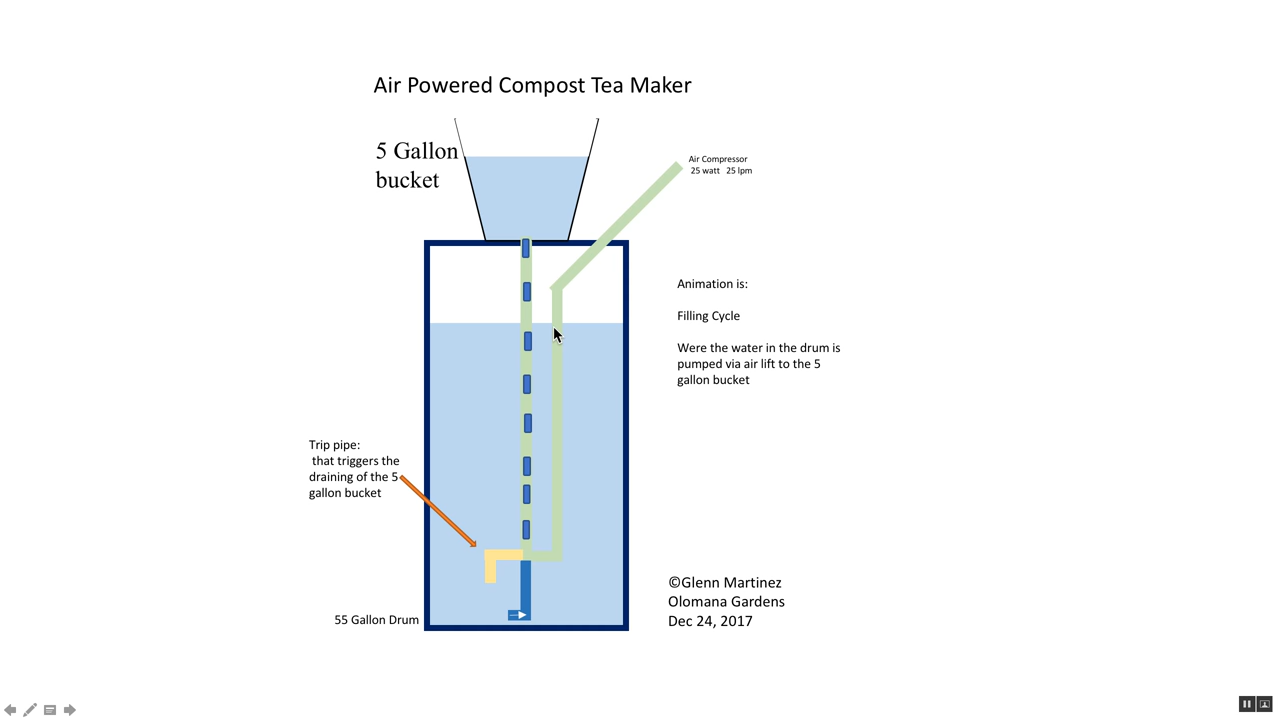 Air Powered Compost Tea Maker
5 Gallon
bucket
Air Compressor
25 watt 25 lpm
Animation is:
Filling Cycle
Were the water in the drum is
pumped via air lift to the 5
gallon bucket
Trip pipe:
that triggers the
draining of the 5
gallon bucket
55 Gallon Drum
©Glenn Martinez
Olomana Gardens
Dec 24, 2017